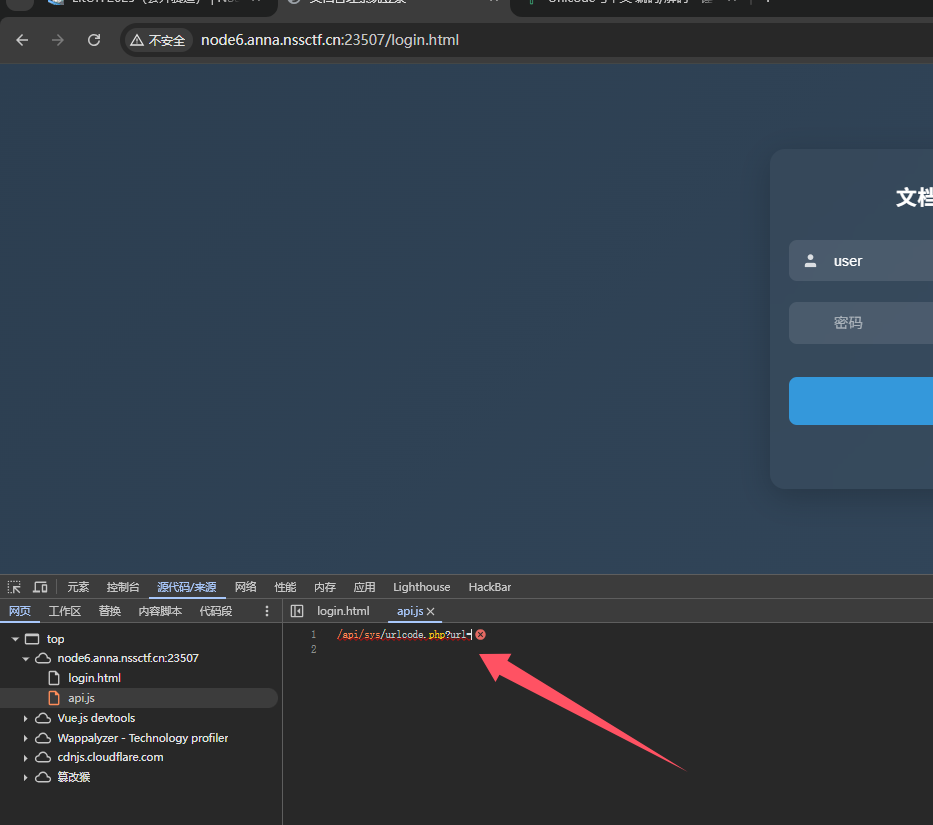 不安全 node6.anna.nssctf.cn:23507/login.html
文档
user
密码
元素 控制台 源代码/来源 网络 性能 内存 应用 Lighthouse HackBar
网页 工作区 替换 内容脚本 代码段 login.html api.js
top
node6.anna.nssctf.cn:23507
login.html
api.js
Vue.js devtools
Wappalyzer - Technology profiler
cdnjs.cloudflare.com
篡改猴
1 /api/sys/urlcode.php?url=
2